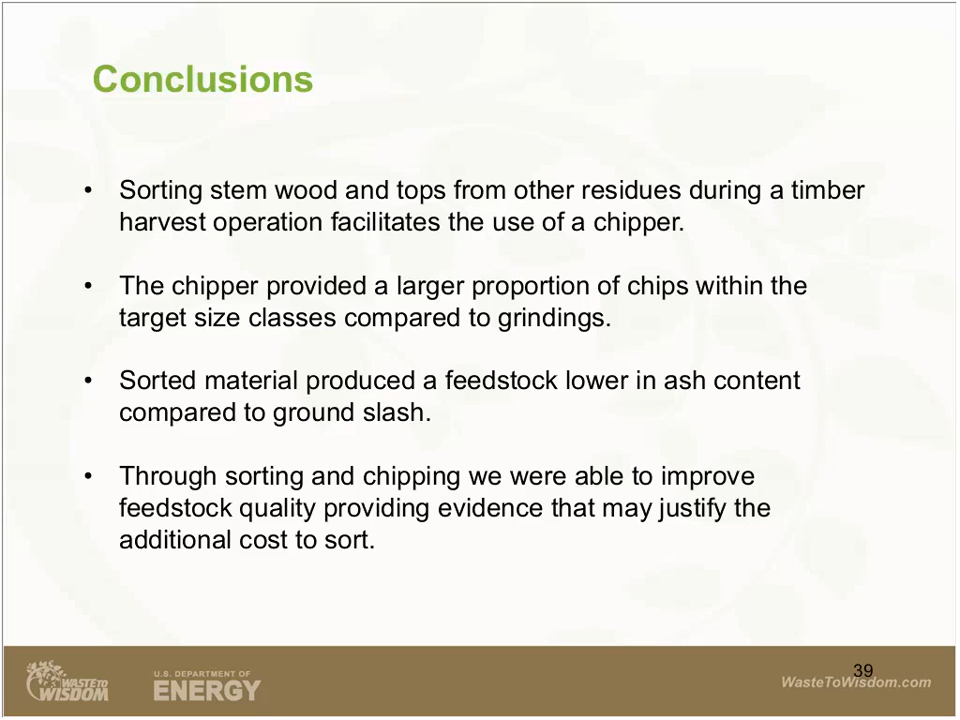 Conclusions
• Sorting stem wood and tops from other residues during a timber
harvest operation facilitates the use of a chipper.
• The chipper provided a larger proportion of chips within the
target size classes compared to grindings.
• Sorted material produced a feedstock lower in ash content
compared to ground slash.
• Through sorting and chipping we were able to improve
feedstock quality providing evidence that may justify the
additional cost to sort.
WASTE TO
WISDOM
U.S. DEPARTMENT OF
ENERGY
39
WasteToWisdom.com